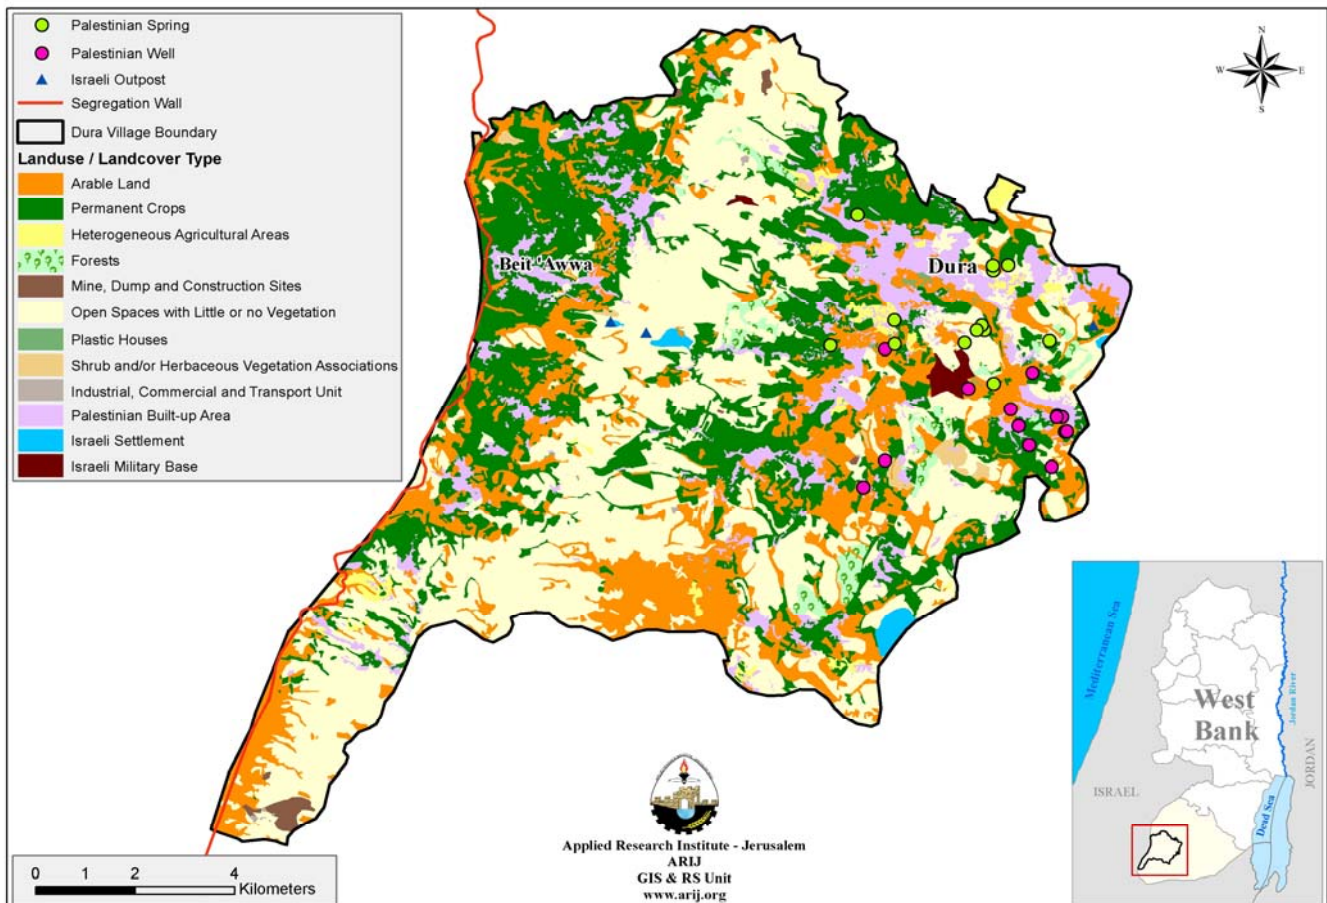 Palestinian Spring
Palestinian Well
Israeli Outpost
Segregation Wall
Dura Village Boundary
Landuse / Landcover Type
Arable Land
Permanent Crops
Heterogeneous Agricultural Areas
Forests
Mine, Dump and Construction Sites
Open Spaces with Little or no Vegetation
Plastic Houses
Shrub and/or Herbaceous Vegetation Associations
Industrial, Commercial and Transport Unit
Palestinian Built-up Area
Israeli Settlement
Israeli Military Base
N
W
E
S
Beit 'Awwa
Dura
Mediterranean Sea
West
Bank
Jordan River
JORDAN
ISRAEL
Dead Sea
Applied Research Institute - Jerusalem
ARIJ
GIS & RS Unit
www.arij.org
0 1 2 4
Kilometers